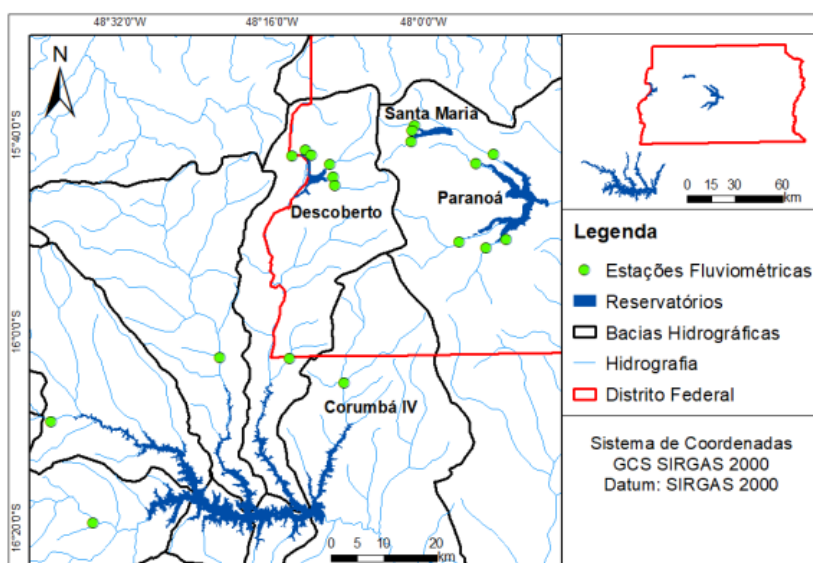 48°32'0"W
48°16'0"W
48°0'0"W
N
15°40'0"S
16°0'0"S
16°20'0"S
Santa Maria
Paranoá
Descoberto
Corumbá IV
0 5 10 20
km
0 15 30 60
km
Legenda
Estações Fluviométricas
Reservatórios
Bacias Hidrográficas
Hidrografia
Distrito Federal
Sistema de Coordenadas
GCS SIRGAS 2000
Datum: SIRGAS 2000